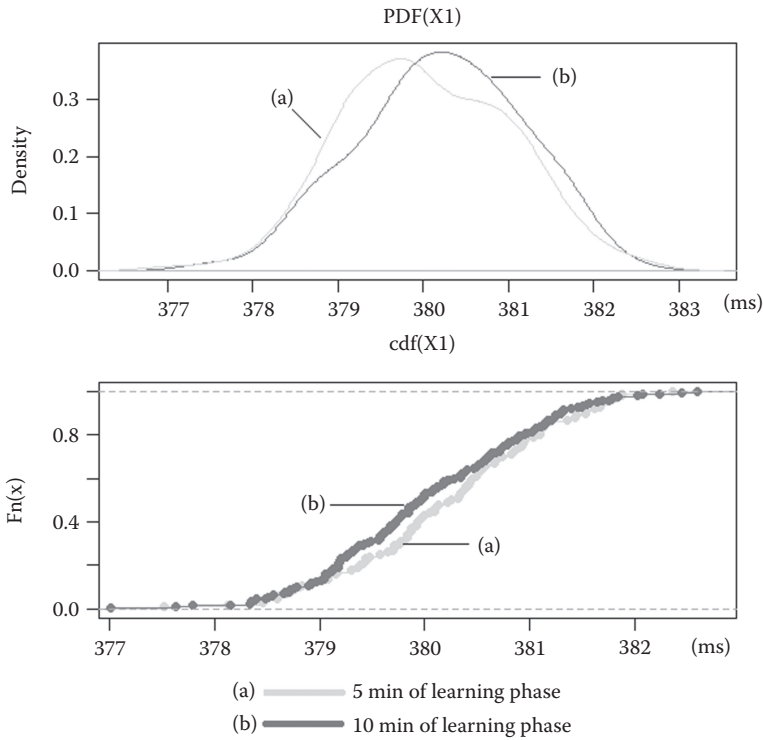 PDF(X1)
Density
0.3
0.2
0.1
0.0
(a)
(b)
377 378 379 380 381 382 383 (ms)
cdf(X1)
Fn(x)
0.8
0.4
0.0
(b)
(a)
377 378 379 380 381 382 (ms)
(a) 5 min of learning phase
(b) 10 min of learning phase